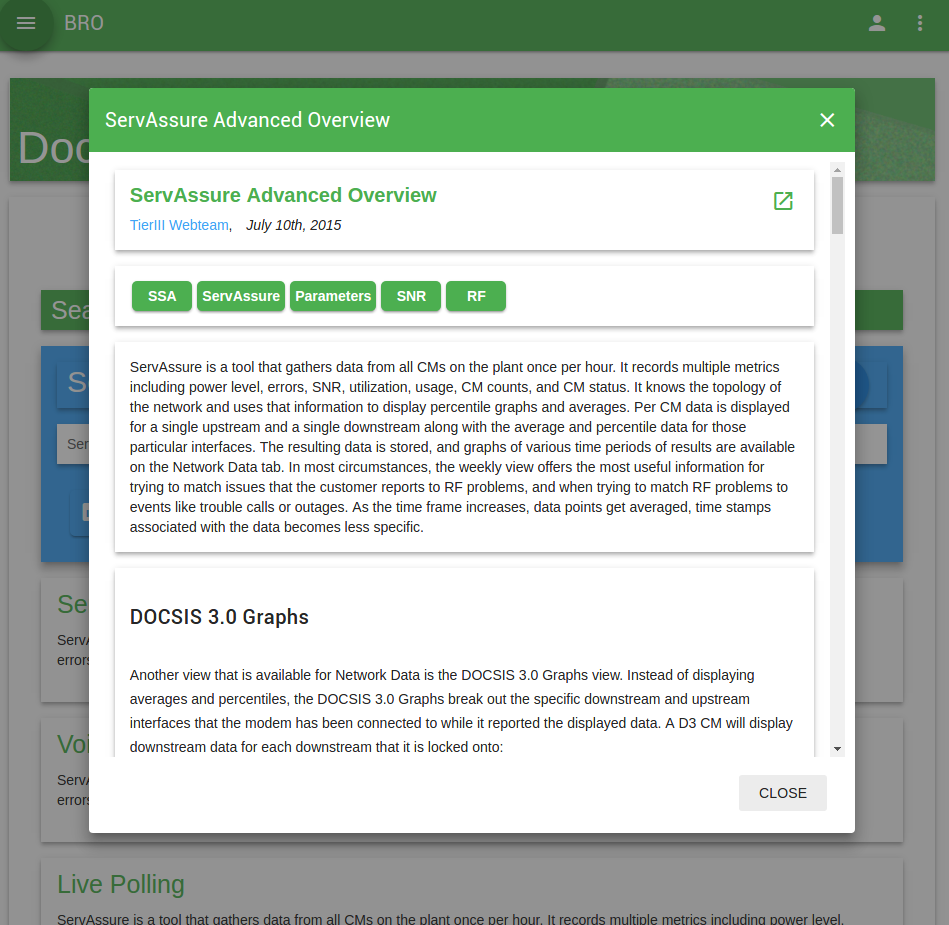 BRO
Doc
ServAssure Advanced Overview
ServAssure Advanced Overview
TierIII Webteam, July 10th, 2015
SSA ServAssure Parameters SNR RF
ServAssure is a tool that gathers data from all CMs on the plant once per hour. It records multiple metrics
including power level, errors, SNR, utilization, usage, CM counts, and CM status. It knows the topology of
the network and uses that information to display percentile graphs and averages. Per CM data is displayed
for a single upstream and a single downstream along with the average and percentile data for those
particular interfaces. The resulting data is stored, and graphs of various time periods of results are available
on the Network Data tab. In most circumstances, the weekly view offers the most useful information for
trying to match issues that the customer reports to RF problems, and when trying to match RF problems to
events like trouble calls or outages. As the time frame increases, data points get averaged, time stamps
associated with the data becomes less specific.
DOCSIS 3.0 Graphs
Another view that is available for Network Data is the DOCSIS 3.0 Graphs view. Instead of displaying
averages and percentiles, the DOCSIS 3.0 Graphs break out the specific downstream and upstream
interfaces that the modem has been connected to while it reported the displayed data. A D3 CM will display
downstream data for each downstream that it is locked onto:
CLOSE
Sea
S
Ser
Se
ServA
errors
Voi
ServA
errors
Live Polling
ServAssure is a tool that gathers data from all CMs on the plant once per hour. It records multiple metrics including power level,